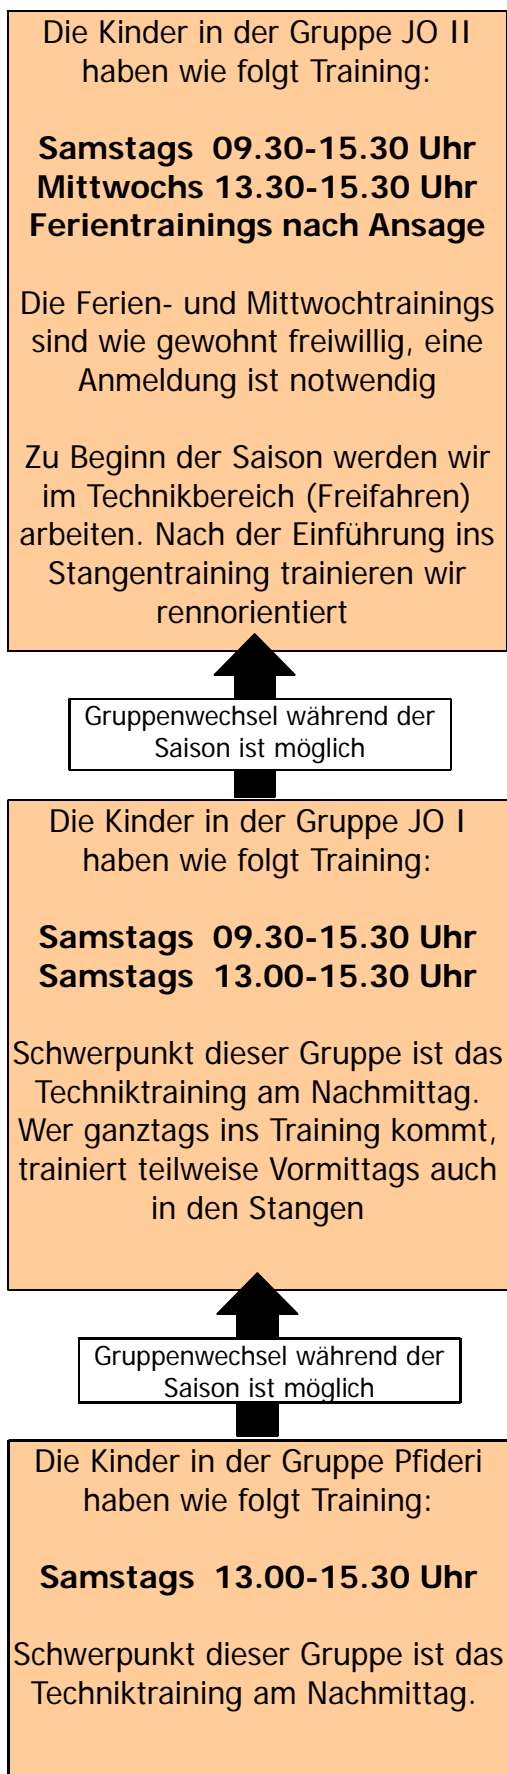 Die Kinder in der Gruppe JO II
haben wie folgt Training:
Samstags 09.30-15.30 Uhr
Mittwochs 13.30-15.30 Uhr
Ferientrainings nach Ansage
Die Ferien- und Mittwochtrainings
sind wie gewohnt freiwillig, eine
Anmeldung ist notwendig
Zu Beginn der Saison werden wir
im Technikbereich (Freifahren)
arbeiten. Nach der Einführung ins
Stangentraining trainieren wir
rennorientiert
Gruppenwechsel während der
Saison ist möglich
Die Kinder in der Gruppe JO I
haben wie folgt Training:
Samstags 09.30-15.30 Uhr
Samstags 13.00-15.30 Uhr
Schwerpunkt dieser Gruppe ist das
Techniktraining am Nachmittag.
Wer ganztags ins Training kommt,
trainiert teilweise Vormittags auch
in den Stangen
Gruppenwechsel während der
Saison ist möglich
Die Kinder in der Gruppe Pfideri
haben wie folgt Training:
Samstags 13.00-15.30 Uhr
Schwerpunkt dieser Gruppe ist das
Techniktraining am Nachmittag.